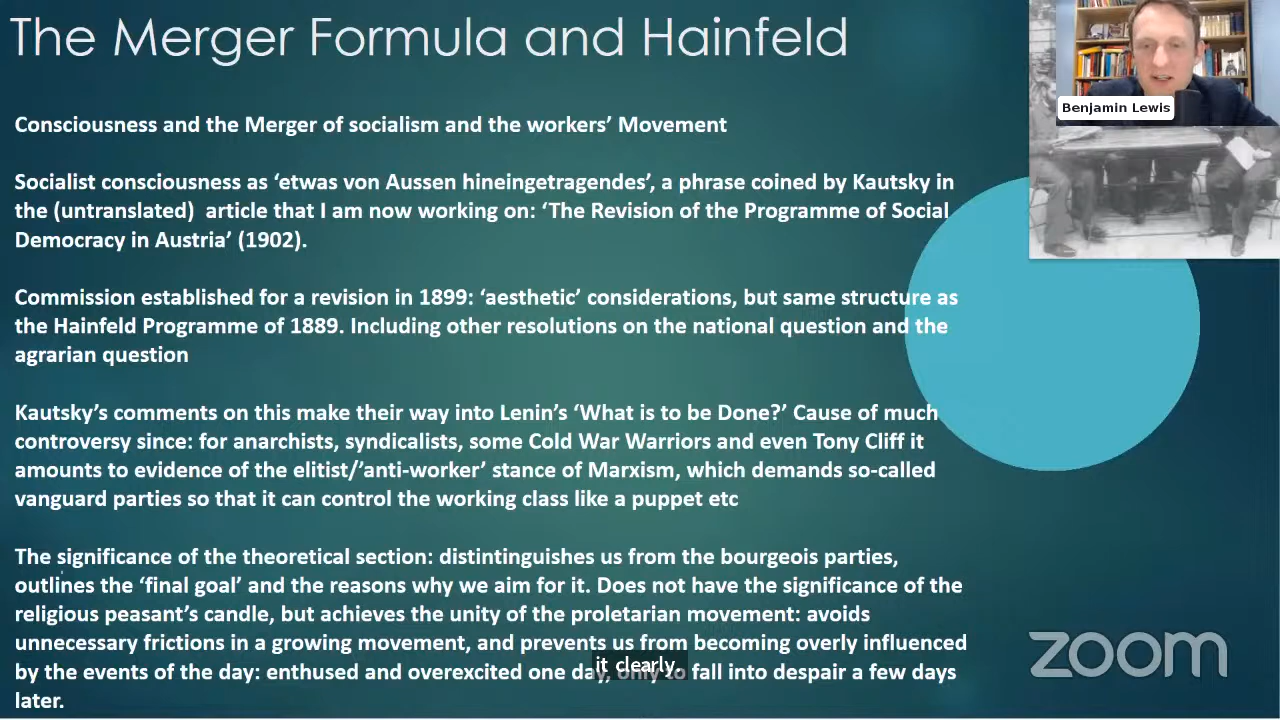 The Merger Formula and Hainfeld
Benjamin Lewis
Consciousness and the Merger of socialism and the workers’ Movement
Socialist consciousness as ‘etwas von Aussen hineingetragendes’, a phrase coined by Kautsky in
the (untranslated) article that I am now working on: ‘The Revision of the Programme of Social
Democracy in Austria’ (1902).
Commission established for a revision in 1899: ‘aesthetic’ considerations, but same structure as
the Hainfeld Programme of 1889. Including other resolutions on the national question and the
agrarian question
Kautsky’s comments on this make their way into Lenin’s ‘What is to be Done?’ Cause of much
controversy since: for anarchists, syndicalists, some Cold War Warriors and even Tony Cliff it
amounts to evidence of the elitist/’anti-worker’ stance of Marxism, which demands so-called
vanguard parties so that it can control the working class like a puppet etc
The significance of the theoretical section: distintinguishes us from the bourgeois parties,
outlines the ‘final goal’ and the reasons why we aim for it. Does not have the significance of the
religious peasant’s candle, but achieves the unity of the proletarian movement: avoids
unnecessary frictions in a growing movement, and prevents us from becoming overly influenced
by the events of the day: enthused and overexcited one day, only to fall into despair a few days
later.
it clearly.
zoom